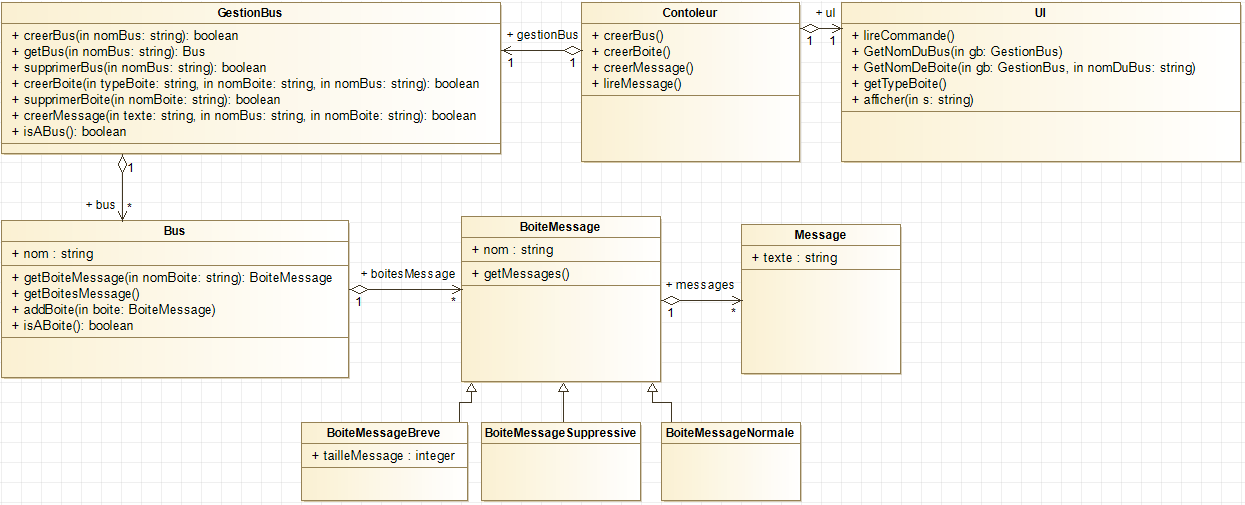 GestionBus
+ creerBus(in nomBus: string): boolean
+ getBus(in nomBus: string): Bus
+ supprimerBus(in nomBus: string): boolean
+ creerBoite(in typeBoite: string, in nomBoite: string, in nomBus: string): boolean
+ supprimerBoite(in nomBoite: string): boolean
+ creerMessage(in texte: string, in nomBus: string, in nomBoite: string): boolean
+ isABus(): boolean
+ gestionBus
1
1
Contoleur
+ creerBus()
+ creerBoite()
+ creerMessage()
+ lireMessage()
+ uI
1
1
UI
+ lireCommande()
+ GetNomDuBus(in gb: GestionBus)
+ GetNomDeBoite(in gb: GestionBus, in nomDuBus: string)
+ getTypeBoite()
+ afficher(in s: string)
1
+ bus
*
Bus
+ nom : string
+ getBoiteMessage(in nomBoite: string): BoiteMessage
+ getBoitesMessage()
+ addBoite(in boite: BoiteMessage)
+ isABoite(): boolean
+ boitesMessage
1
*
BoiteMessage
+ nom : string
+ getMessages()
+ messages
1
*
Message
+ texte : string
BoiteMessageBreve
+ tailleMessage : integer
BoiteMessageSuppressive
BoiteMessageNormale